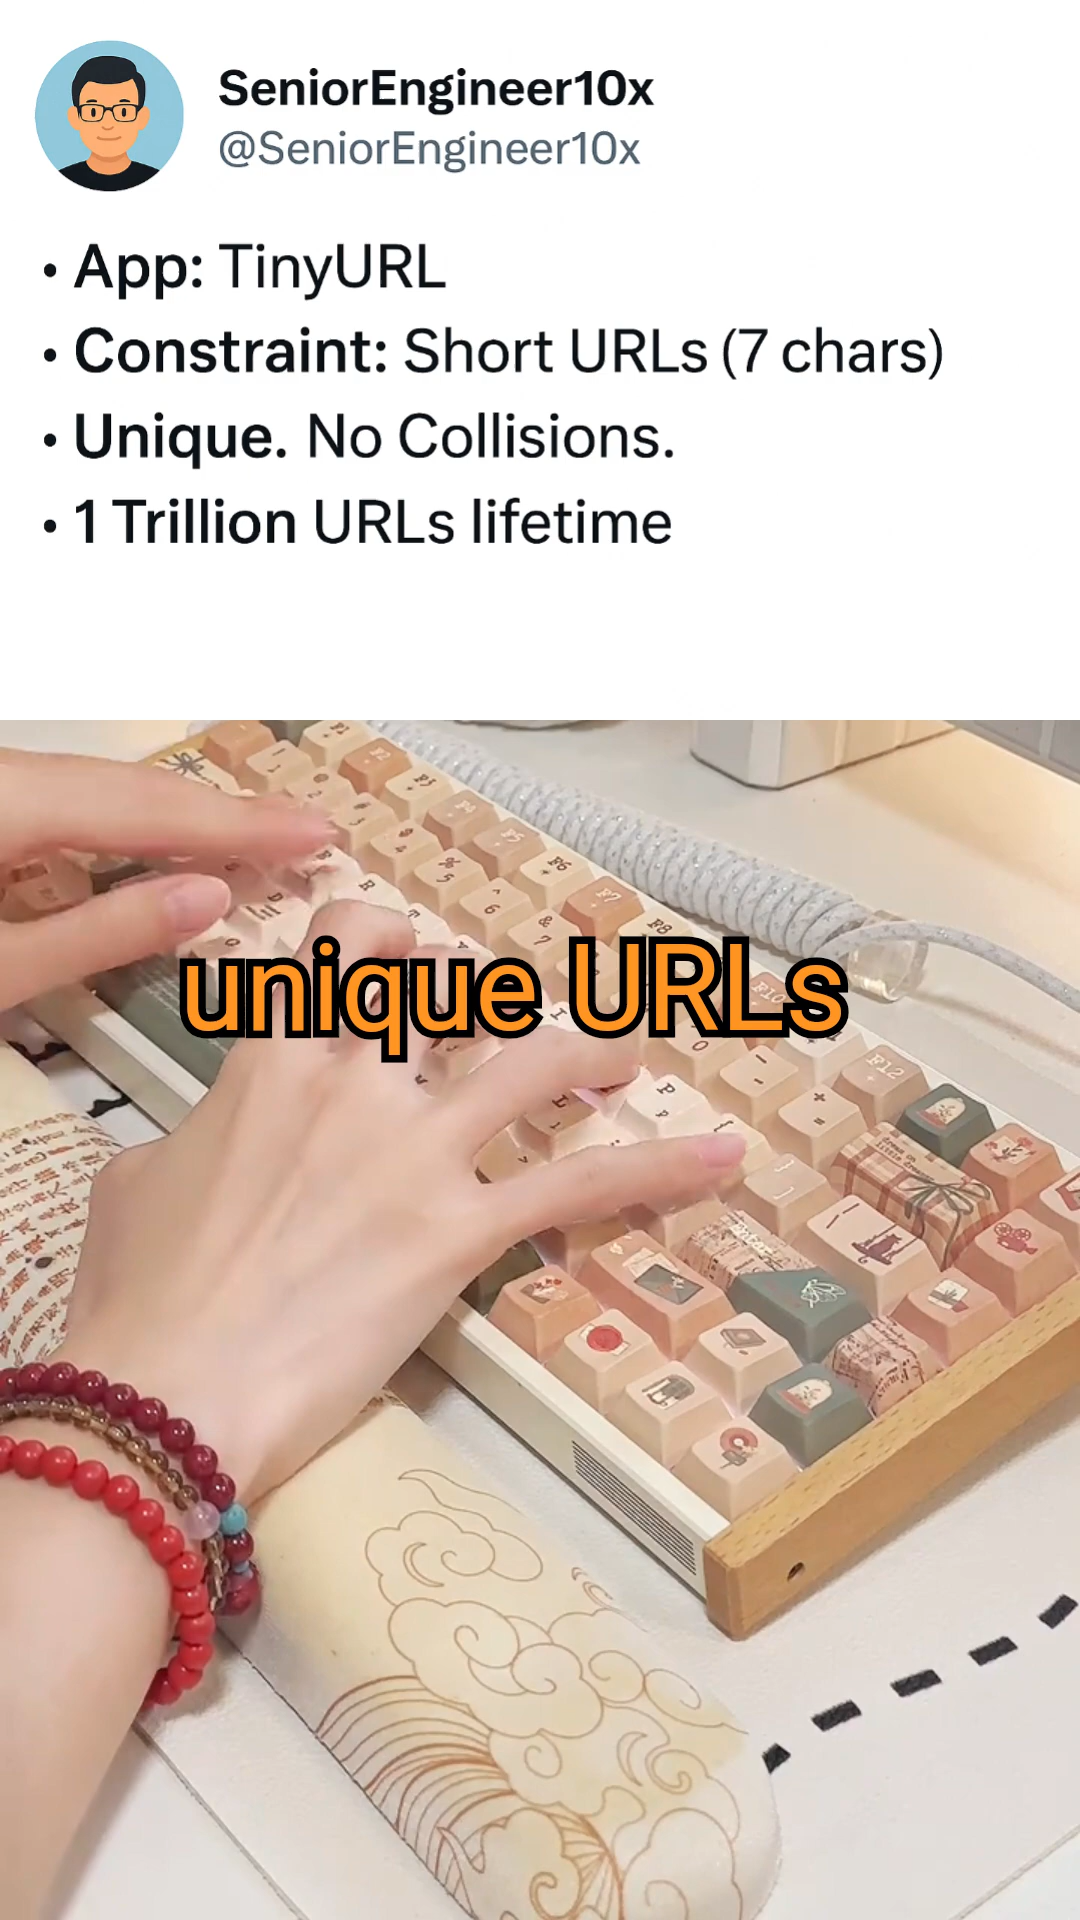 SeniorEngineer10x
@SeniorEngineer10x
• App: TinyURL
• Constraint: Short URLs (7 chars)
• Unique. No Collisions.
• 1 Trillion URLs lifetime
unique URLs